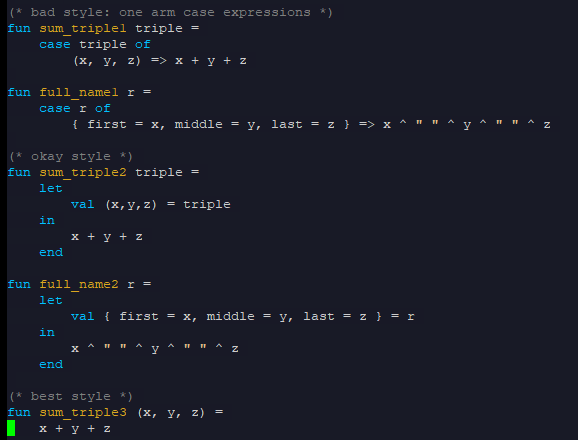 (* bad style: one arm case expressions *)
fun sum_triple1 triple =
    case triple of
        (x, y, z) => x + y + z

fun full_name1 r =
    case r of
        { first = x, middle = y, last = z } => x ^ " " ^ y ^ " " ^ z

(* okay style *)
fun sum_triple2 triple =
    let
        val (x,y,z) = triple
    in
        x + y + z
    end

fun full_name2 r =
    let
        val { first = x, middle = y, last = z } = r
    in
        x ^ " " ^ y ^ " " ^ z
    end

(* best style *)
fun sum_triple3 (x, y, z) =
    x + y + z